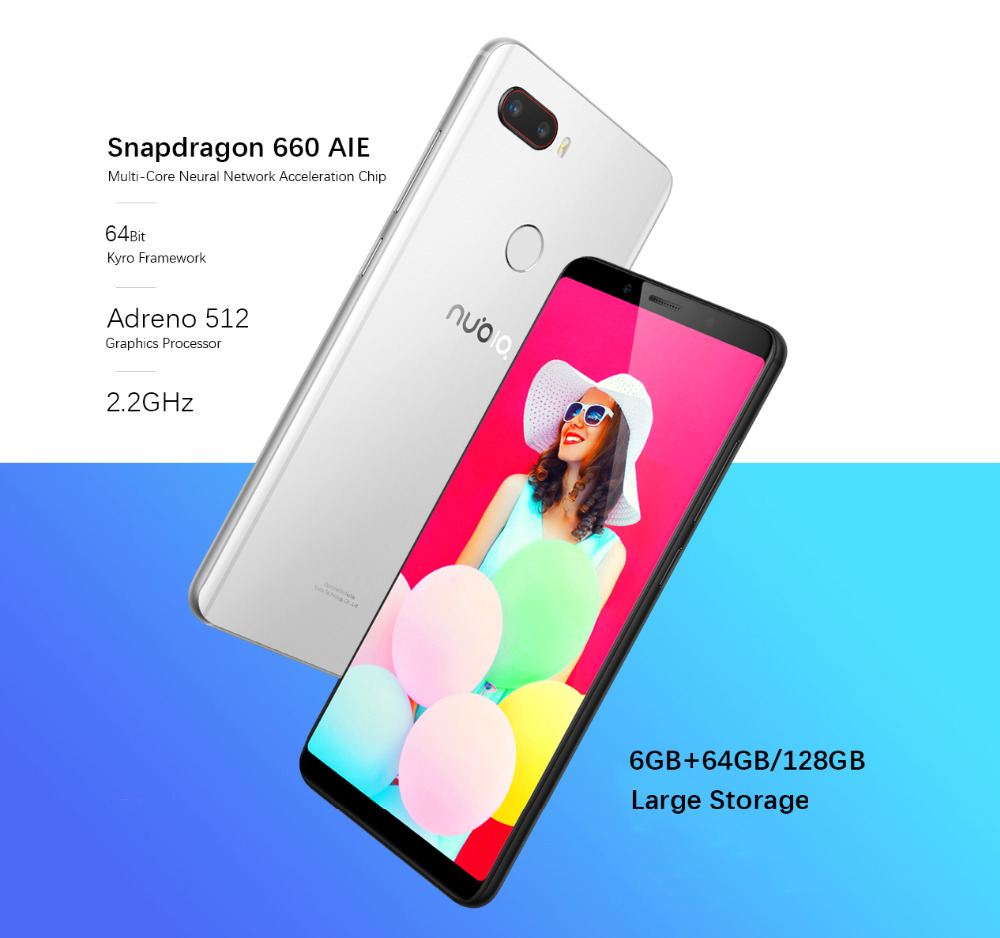 Snapdragon 660 AIE
Multi-Core Neural Network Acceleration Chip
64Bit
Kyro Framework
Adreno 512
Graphics Processor
2.2GHz
nubia
6GB+64GB/128GB
Large Storage